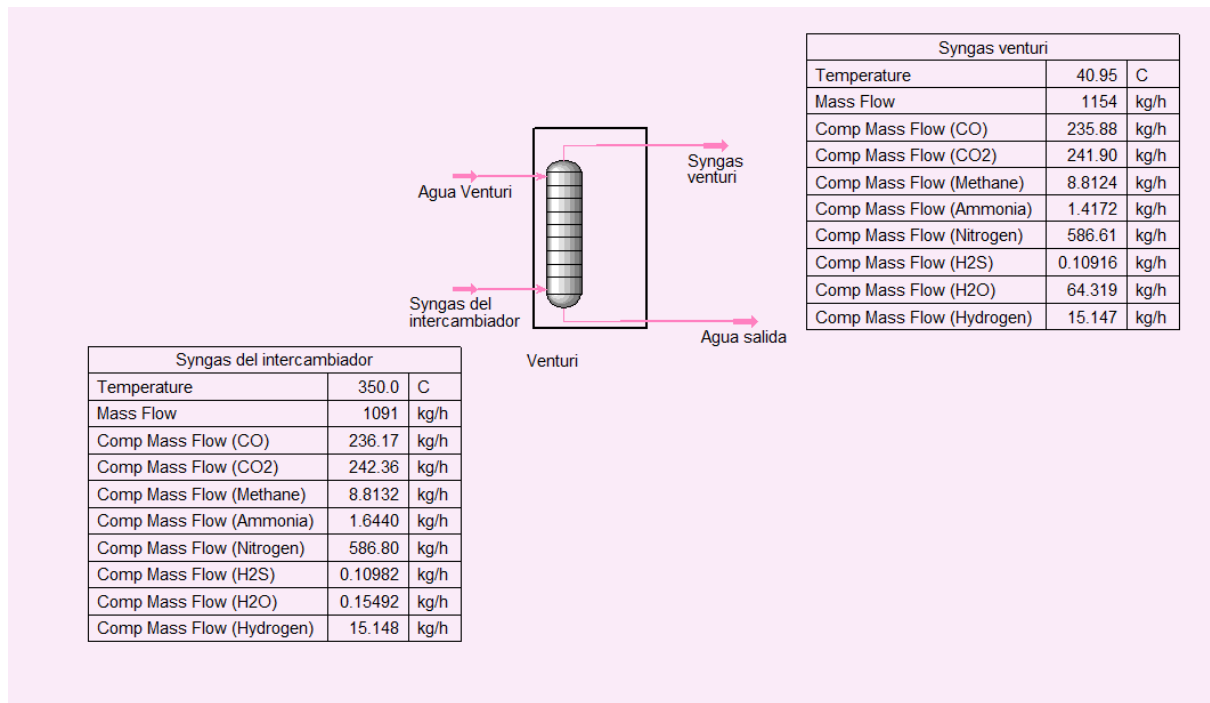 Syngas venturi
Temperature 40.95 C
Mass Flow 1154 kg/h
Comp Mass Flow (CO) 235.88 kg/h
Comp Mass Flow (CO2) 241.90 kg/h
Comp Mass Flow (Methane) 8.8124 kg/h
Comp Mass Flow (Ammonia) 1.4172 kg/h
Comp Mass Flow (Nitrogen) 586.61 kg/h
Comp Mass Flow (H2S) 0.10916 kg/h
Comp Mass Flow (H2O) 64.319 kg/h
Comp Mass Flow (Hydrogen) 15.147 kg/h
Syngas
venturi
Agua Venturi
Syngas del
intercambiador
Agua salida
Venturi
Syngas del intercambiador
Temperature 350.0 C
Mass Flow 1091 kg/h
Comp Mass Flow (CO) 236.17 kg/h
Comp Mass Flow (CO2) 242.36 kg/h
Comp Mass Flow (Methane) 8.8132 kg/h
Comp Mass Flow (Ammonia) 1.6440 kg/h
Comp Mass Flow (Nitrogen) 586.80 kg/h
Comp Mass Flow (H2S) 0.10982 kg/h
Comp Mass Flow (H2O) 0.15492 kg/h
Comp Mass Flow (Hydrogen) 15.148 kg/h